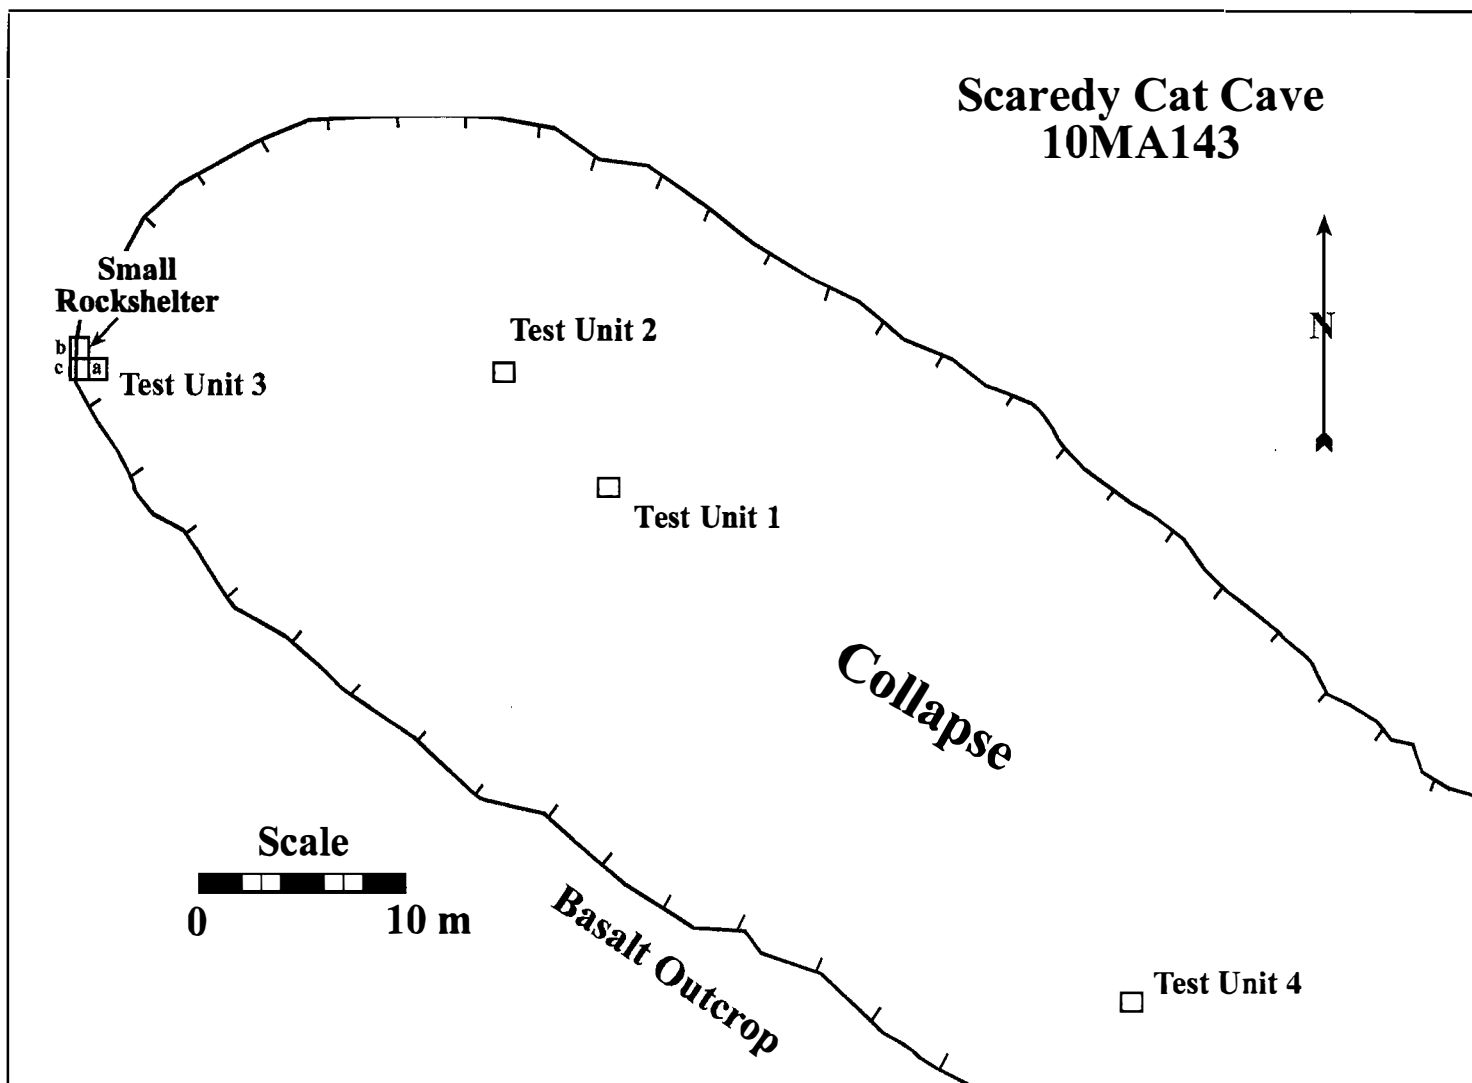 Scaredy Cat Cave
10MA143
N
Small
Rockshelter
b
c
a
Test Unit 3
Test Unit 2
Test Unit 1
Collapse
Scale
0
10 m
Basalt Outcrop
Test Unit 4